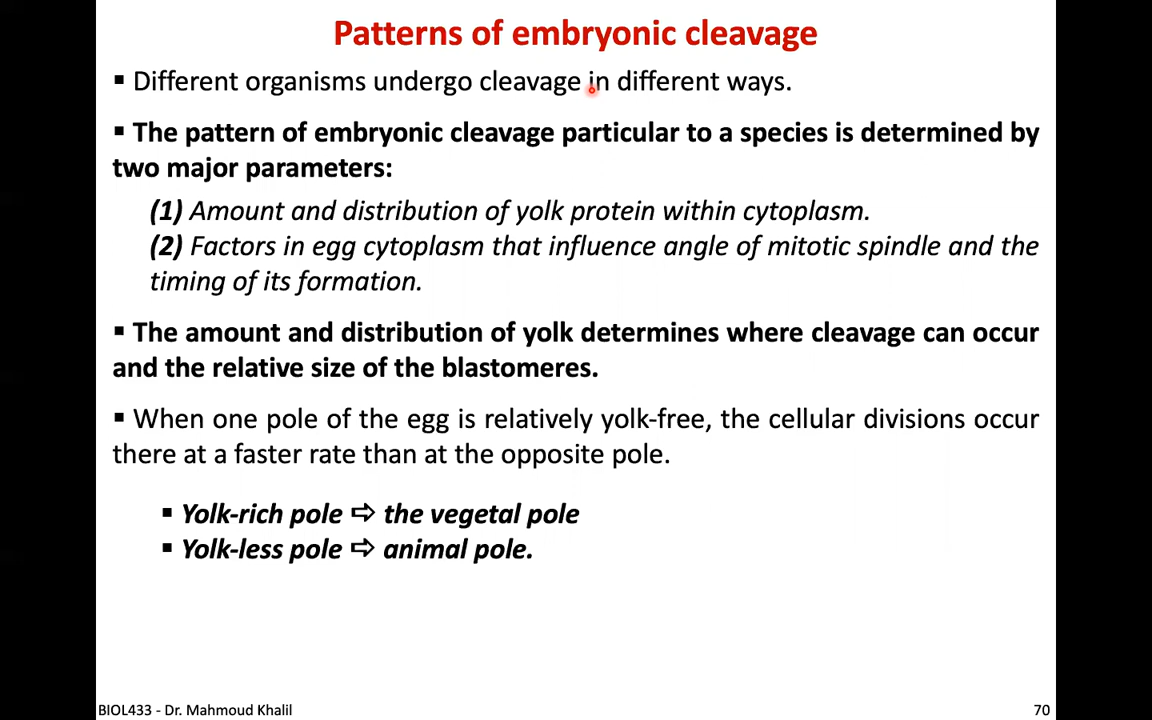 Patterns of embryonic cleavage
▪ Different organisms undergo cleavage in different ways.
▪ The pattern of embryonic cleavage particular to a species is determined by
two major parameters:
(1) Amount and distribution of yolk protein within cytoplasm.
(2) Factors in egg cytoplasm that influence angle of mitotic spindle and the
timing of its formation.
▪ The amount and distribution of yolk determines where cleavage can occur
and the relative size of the blastomeres.
▪ When one pole of the egg is relatively yolk-free, the cellular divisions occur
there at a faster rate than at the opposite pole.
▪ Yolk-rich pole ⇨ the vegetal pole
▪ Yolk-less pole ⇨ animal pole.
BIOL433 - Dr. Mahmoud Khalil
70